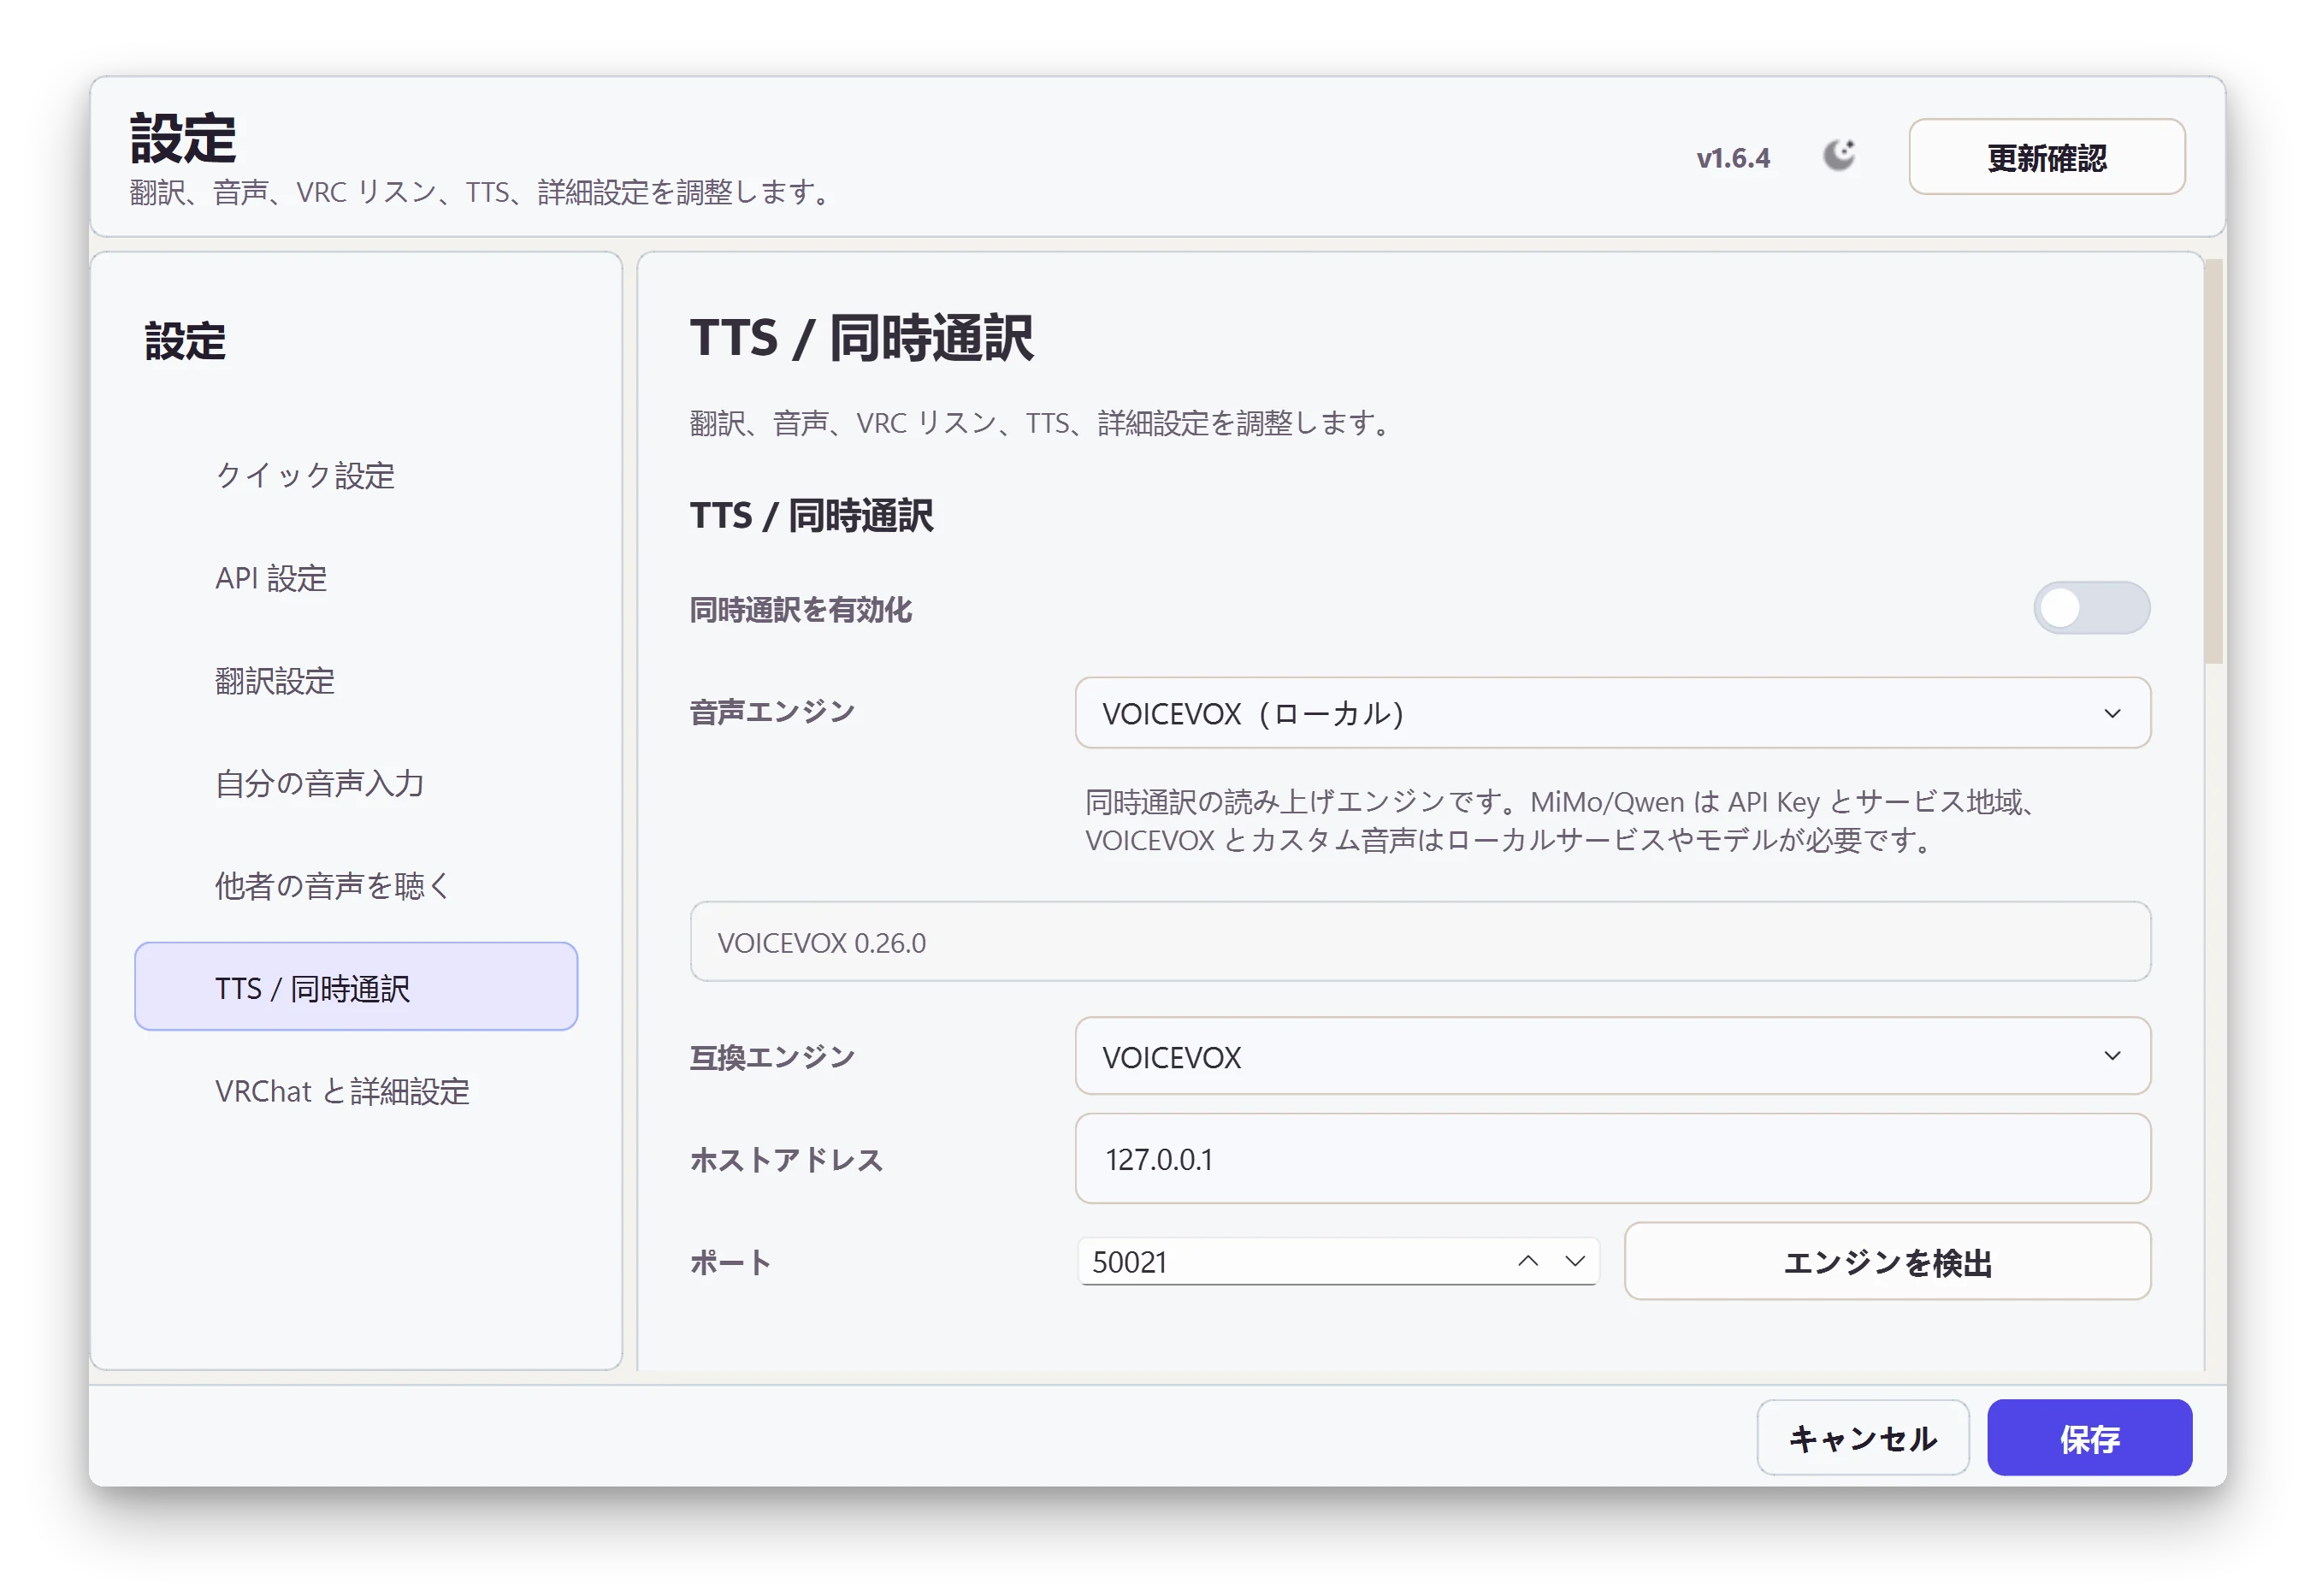 設定
翻訳、音声、VRC リスン、TTS、詳細設定を調整します。
v1.6.4
更新確認
設定
クイック設定
API 設定
翻訳設定
自分の音声入力
他者の音声を聴く
TTS / 同時通訳
VRChat と詳細設定
TTS / 同時通訳
翻訳、音声、VRC リスン、TTS、詳細設定を調整します。
TTS / 同時通訳
同時通訳を有効化
音声エンジン
VOICEVOX（ローカル）
同時通訳の読み上げエンジンです。MiMo/Qwen は API Key とサービス地域、
VOICEVOX とカスタム音声はローカルサービスやモデルが必要です。
VOICEVOX 0.26.0
互換エンジン
VOICEVOX
ホストアドレス
127.0.0.1
ポート
50021
エンジンを検出
キャンセル
保存